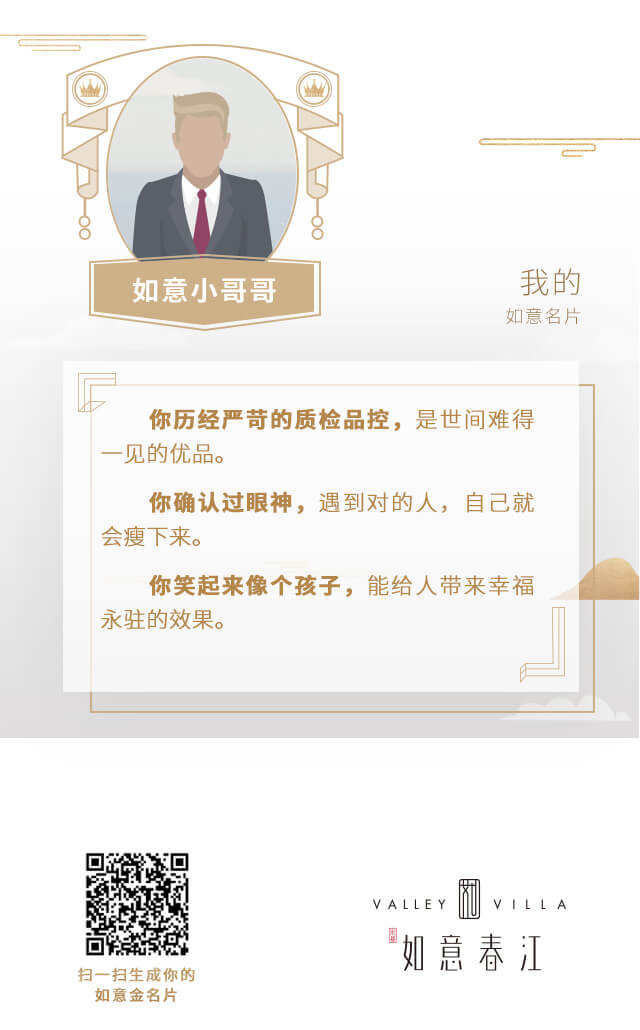 如意小哥哥
我的
如意名片
你历经严苛的质检品控，是世间难得
一见的优品。
你确认过眼神，遇到对的人，自己就
会瘦下来。
你笑起来像个孩子，能给人带来幸福
永驻的效果。
扫一扫生成你的
如意金名片
VALLEY VILLA
如意春江